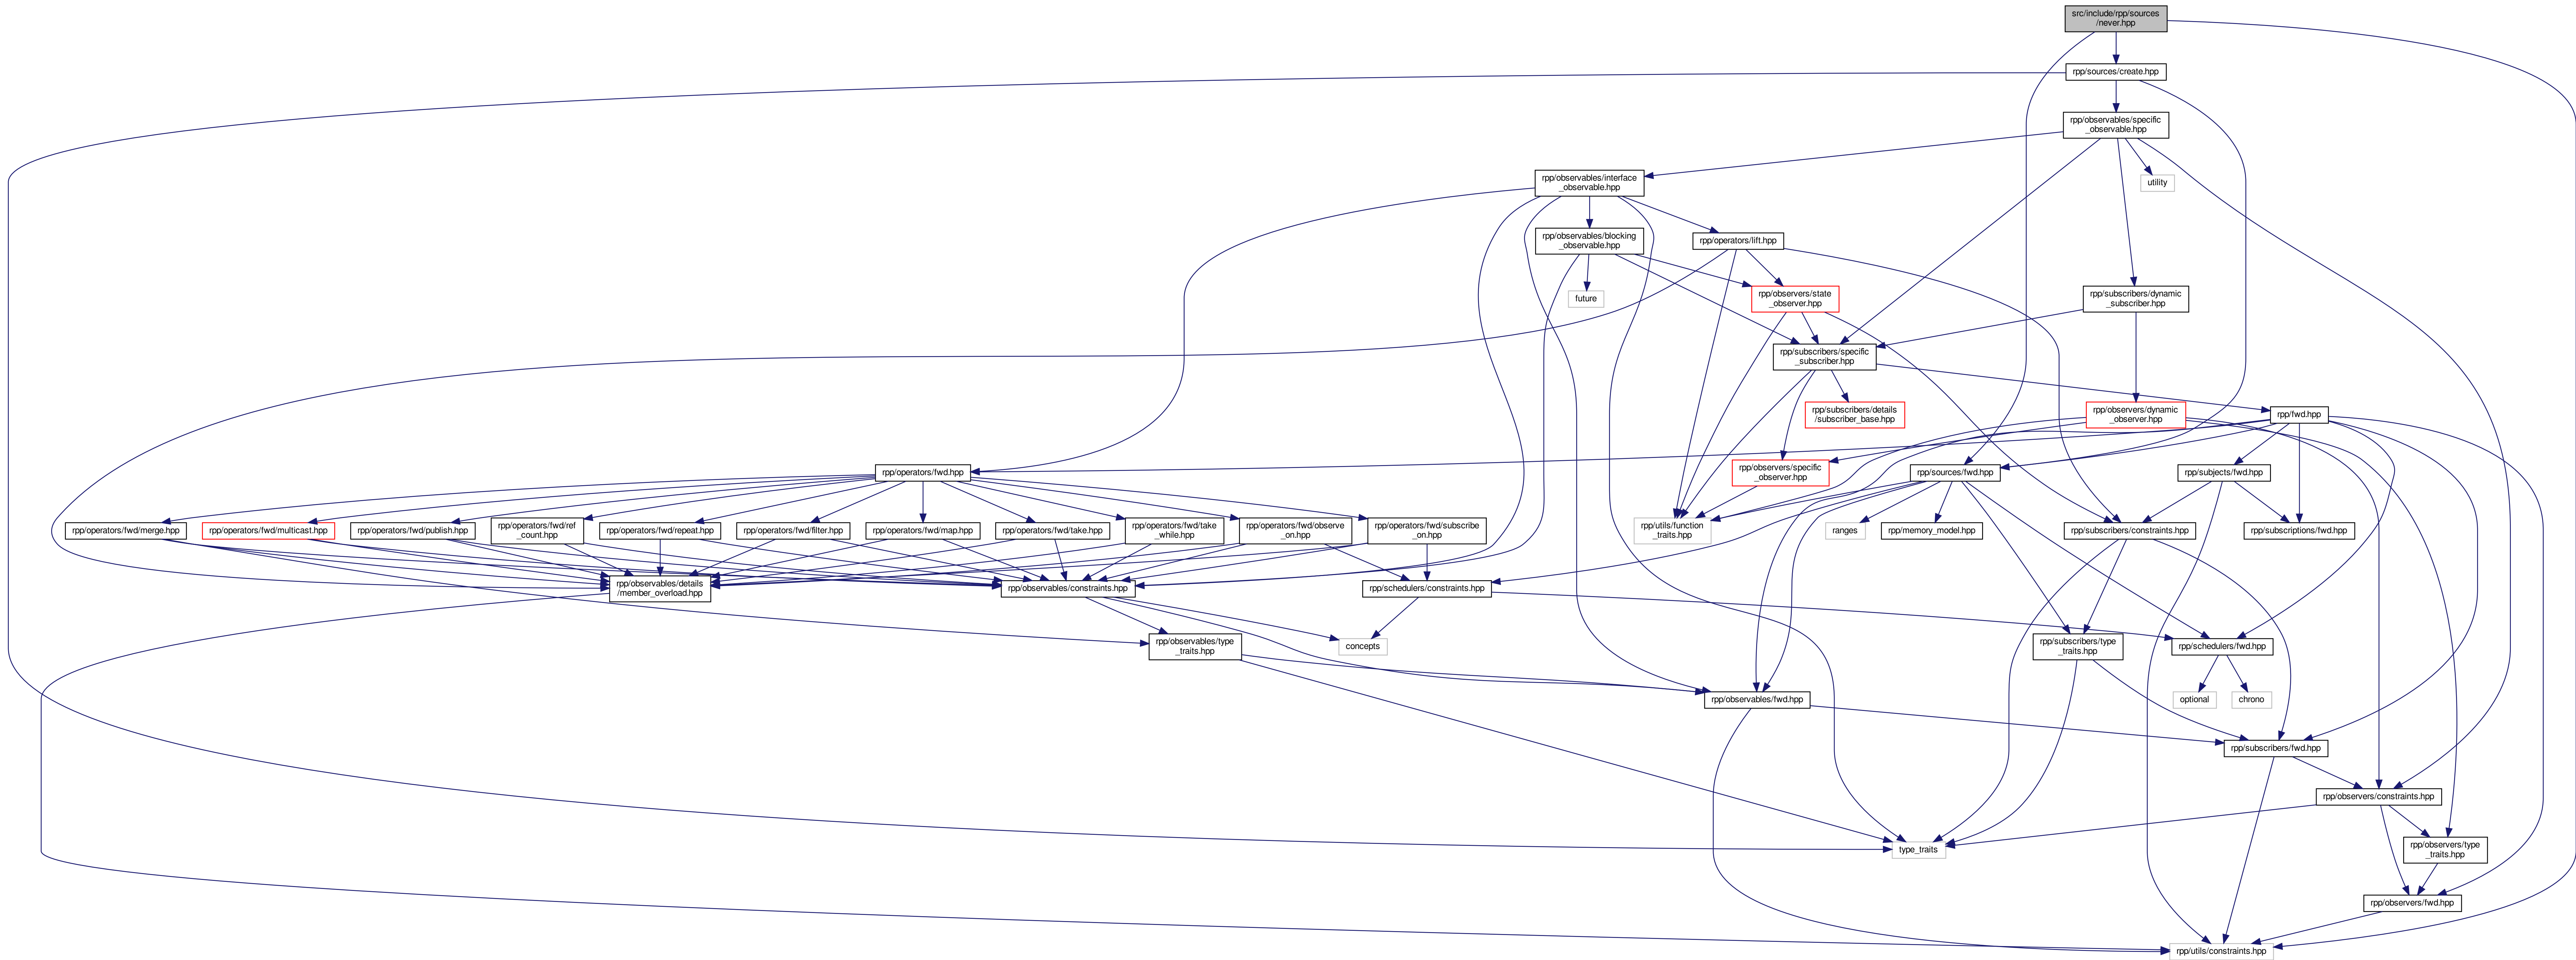 src/include/rpp/sources
/never.hpp
rpp/sources/create.hpp
rpp/observables/specific
_observable.hpp
rpp/observables/interface
_observable.hpp
utility
rpp/observables/blocking
_observable.hpp
rpp/operators/lift.hpp
future
rpp/observers/state
_observer.hpp
rpp/subscribers/dynamic
_subscriber.hpp
rpp/subscribers/specific
_subscriber.hpp
rpp/subscribers/details
/subscriber_base.hpp
rpp/observers/dynamic
_observer.hpp
rpp/fwd.hpp
rpp/operators/fwd.hpp
rpp/observers/specific
_observer.hpp
rpp/sources/fwd.hpp
rpp/subjects/fwd.hpp
rpp/operators/fwd/merge.hpp
rpp/operators/fwd/multicast.hpp
rpp/operators/fwd/publish.hpp
rpp/operators/fwd/ref
_count.hpp
rpp/operators/fwd/repeat.hpp
rpp/operators/fwd/filter.hpp
rpp/operators/fwd/map.hpp
rpp/operators/fwd/take.hpp
rpp/operators/fwd/take
_while.hpp
rpp/operators/fwd/observe
_on.hpp
rpp/operators/fwd/subscribe
_on.hpp
rpp/utils/function
_traits.hpp
ranges
rpp/memory_model.hpp
rpp/subscribers/constraints.hpp
rpp/subscriptions/fwd.hpp
rpp/observables/details
/member_overload.hpp
rpp/observables/constraints.hpp
rpp/schedulers/constraints.hpp
rpp/observables/type
_traits.hpp
concepts
rpp/subscribers/type
_traits.hpp
rpp/schedulers/fwd.hpp
rpp/observables/fwd.hpp
optional
chrono
rpp/subscribers/fwd.hpp
rpp/observers/constraints.hpp
type_traits
rpp/observers/type
_traits.hpp
rpp/observers/fwd.hpp
rpp/utils/constraints.hpp